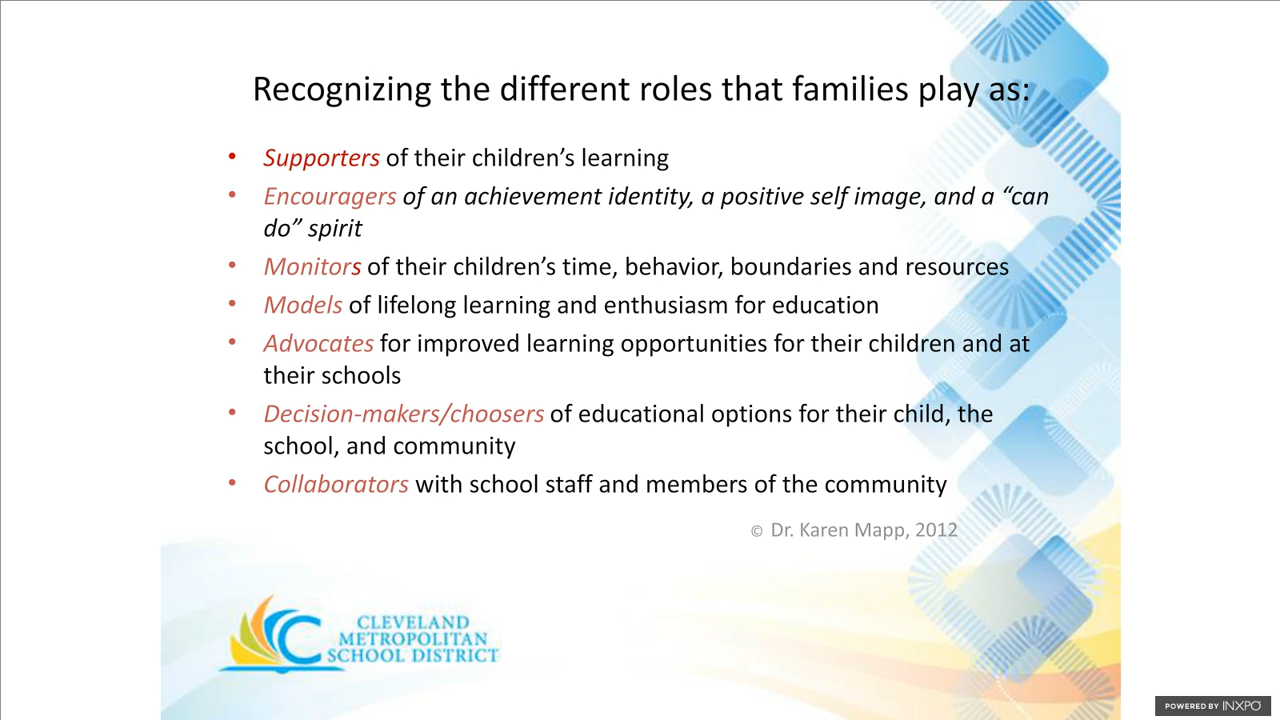 Recognizing the different roles that families play as:
• Supporters of their children’s learning
• Encouragers of an achievement identity, a positive self image, and a “can
do” spirit
• Monitors of their children’s time, behavior, boundaries and resources
• Models of lifelong learning and enthusiasm for education
• Advocates for improved learning opportunities for their children and at
their schools
• Decision-makers/choosers of educational options for their child, the
school, and community
• Collaborators with school staff and members of the community
© Dr. Karen Mapp, 2012
CLEVELAND
METROPOLITAN
SCHOOL DISTRICT
POWERED BY INXPO